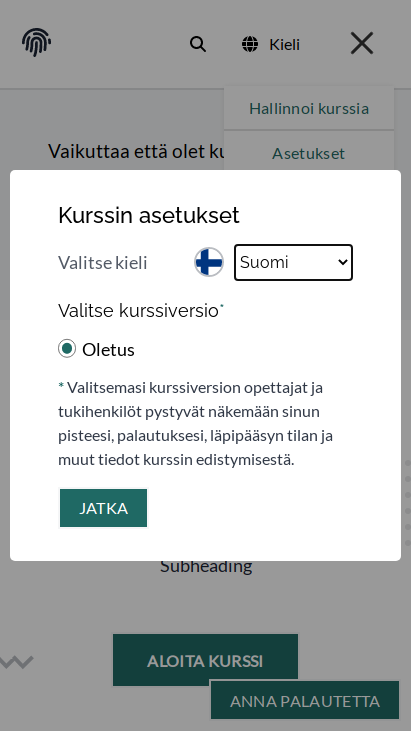 Kieli
Hallinnoi kurssia
Vaikuttaa että olet ku
Asetukset
Kurssin asetukset
Valitse kieli
Suomi
Valitse kurssiversio*
Oletus
* Valitsemasi kurssiversion opettajat ja
tukihenkilöt pystyvät näkemään sinun
pisteesi, palautuksesi, läpipääsyn tilan ja
muut tiedot kurssin edistymisestä.
JATKA
Subheading
ALOITA KURSSI
ANNA PALAUTETTA